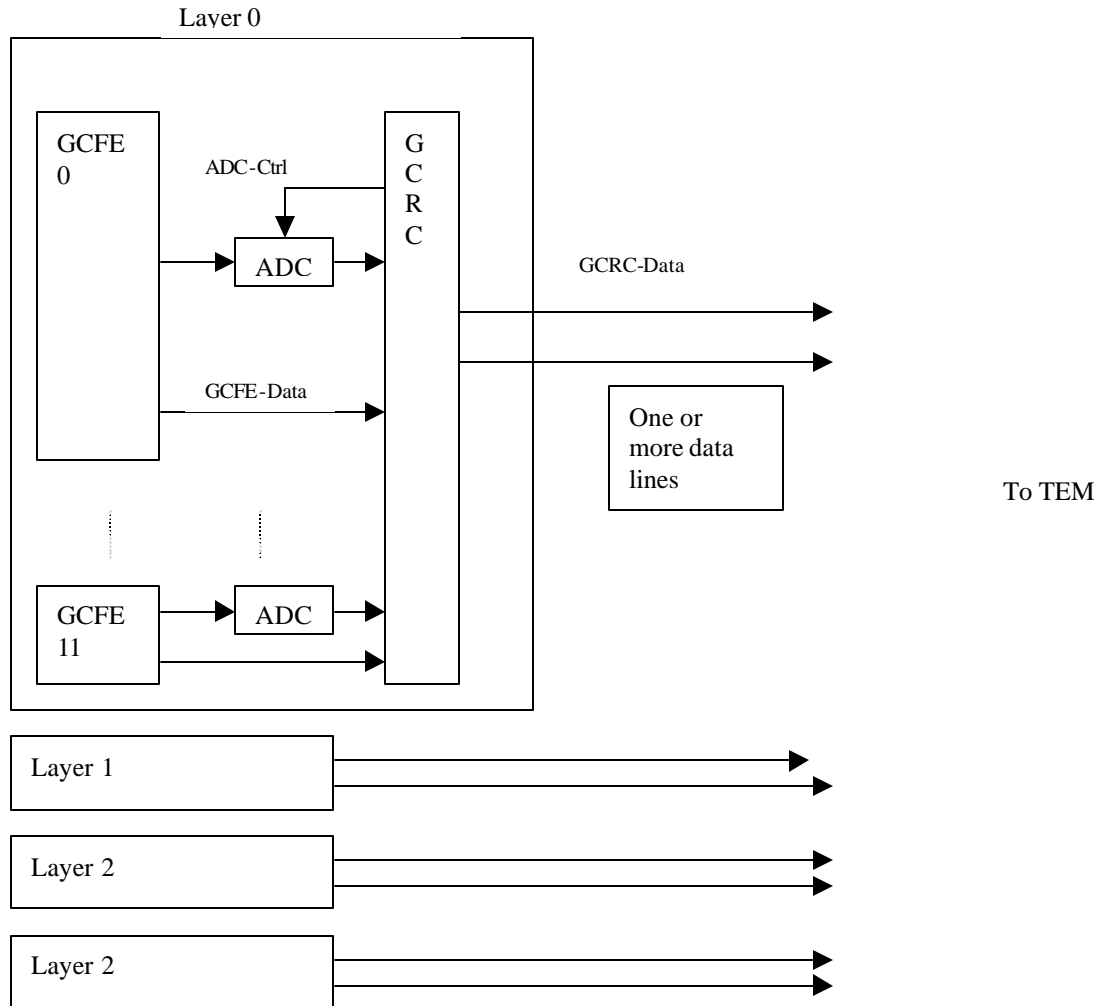 Layer 0
GCFE
0
ADC-Ctrl
G
C
R
C
ADC
GCRC-Data
GCFE-Data
One or
more data
lines
To TEM
GCFE
11
ADC
Layer 1
Layer 2
Layer 2